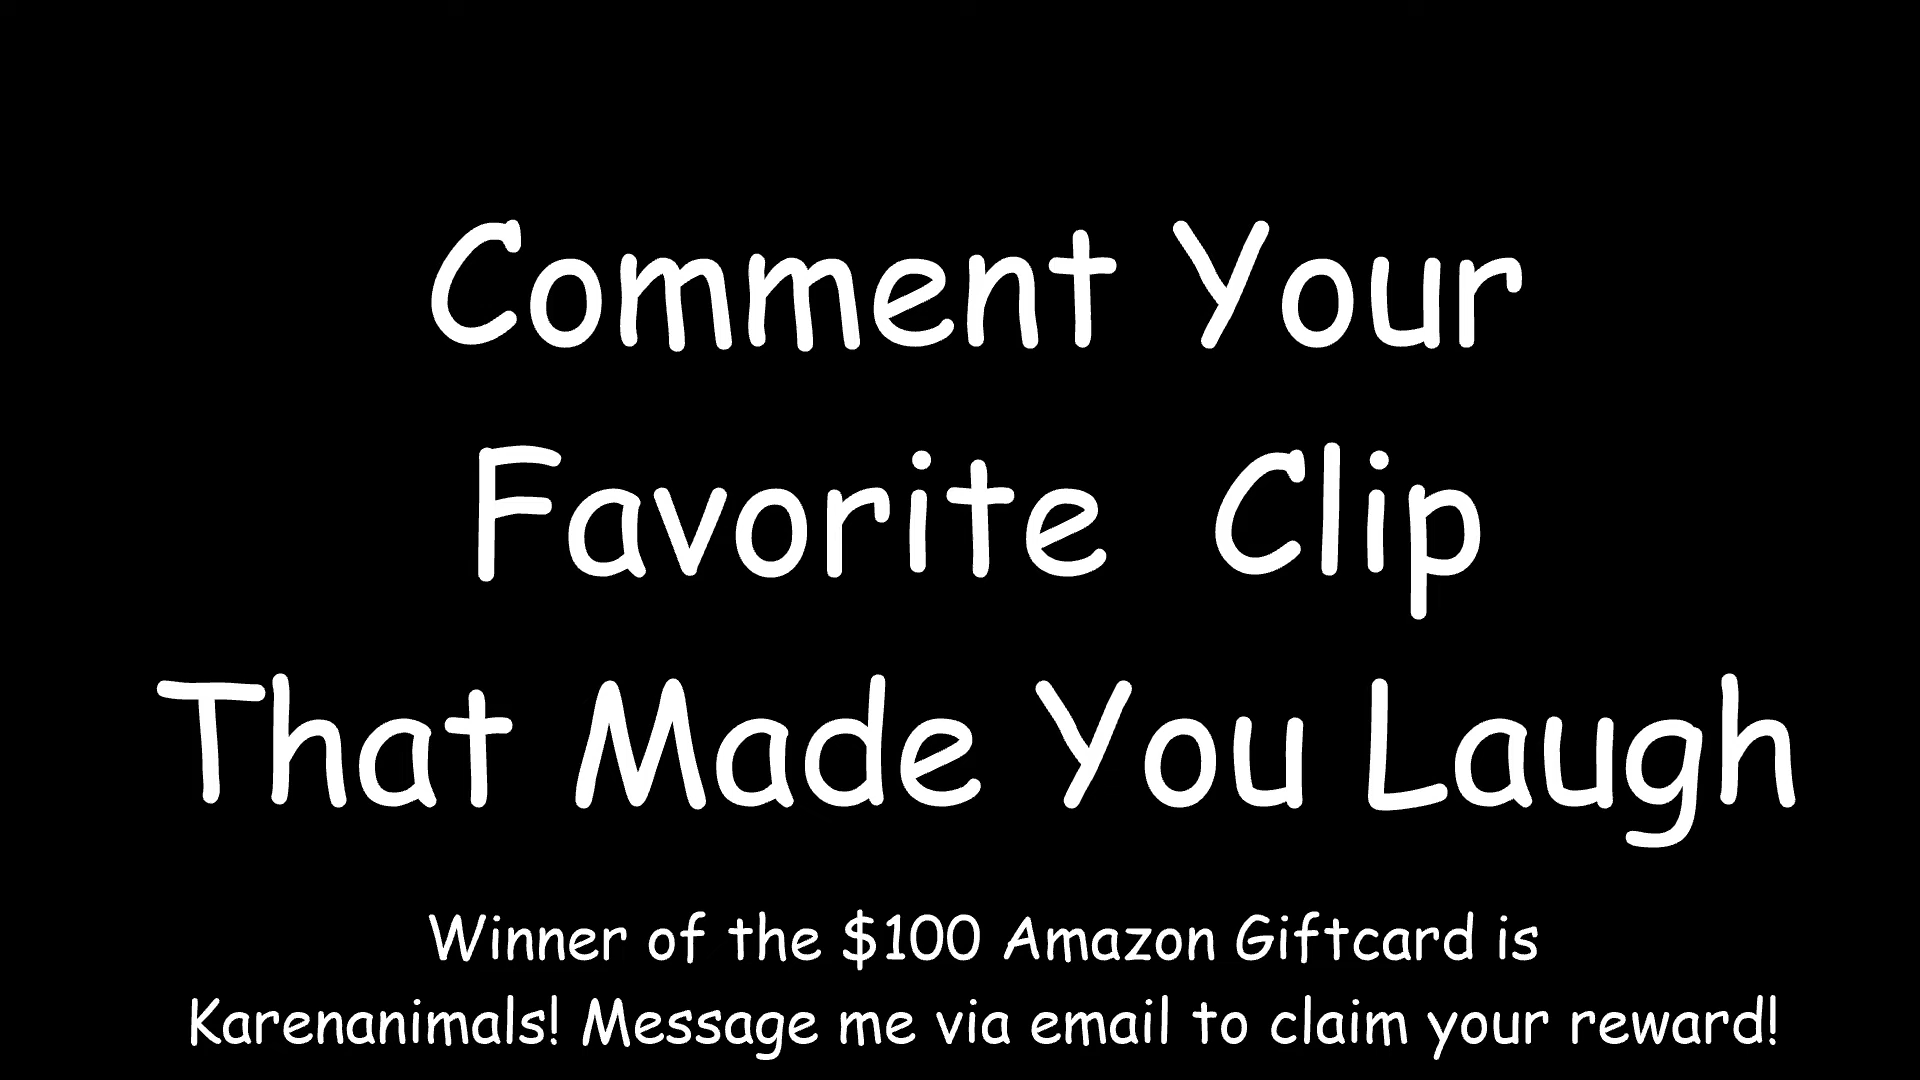 Comment Your
Favorite  Clip
That Made You Laugh
Winner of the $100 Amazon Giftcard is
Karenanimals! Message me via email to claim your reward!